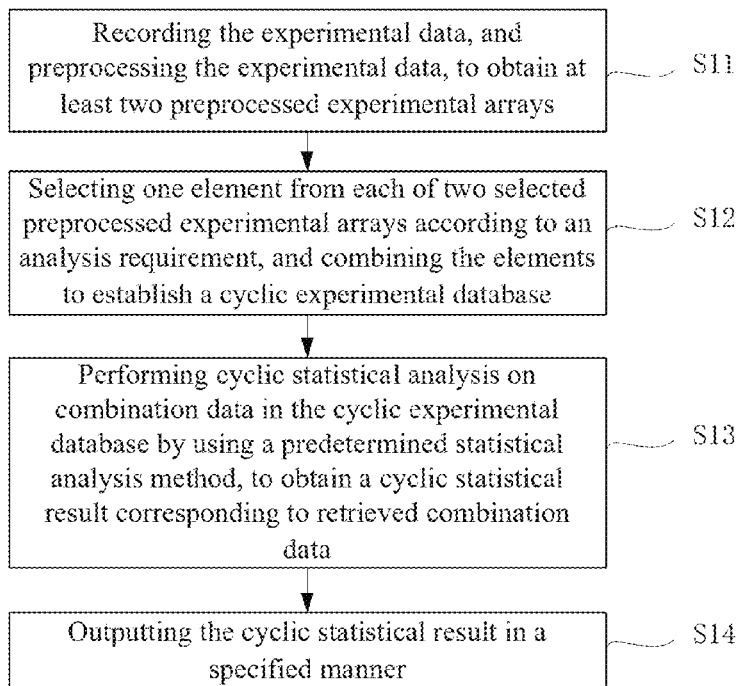 Recording the experimental data, and
preprocessing the experimental data, to obtain at
least two preprocessed experimental arrays
S11
Selecting one element from each of two selected
preprocessed experimental arrays according to an
analysis requirement, and combining the elements
to establish a cyclic experimental database
S12
Performing cyclic statistical analysis on
combination data in the cyclic experimental
database by using a predetermined statistical
analysis method, to obtain a cyclic statistical
result corresponding to retrieved combination
data
S13
Outputting the cyclic statistical result in a
specified manner
S14